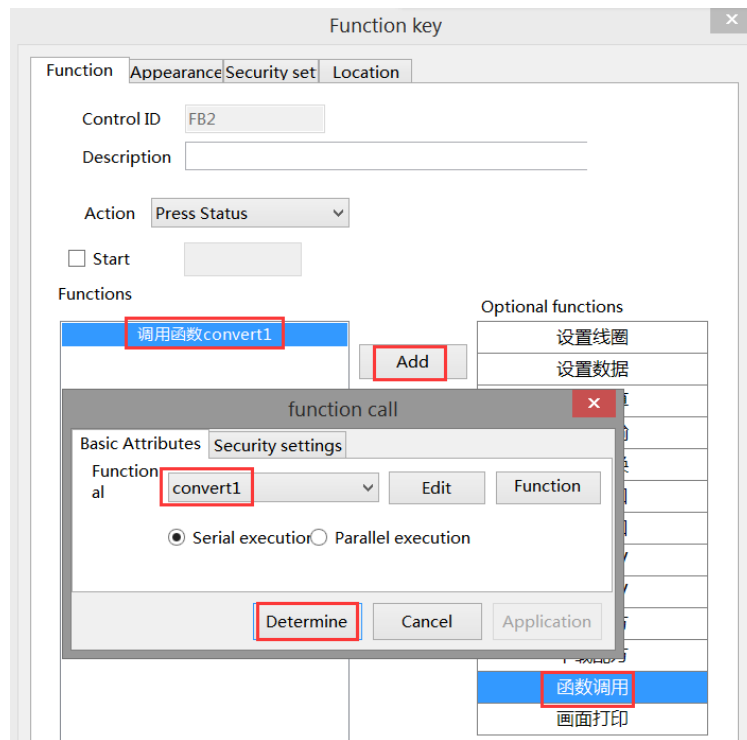 Function key
Function Appearance Security set Location
Control ID FB2
Description
Action Press Status
Start
Functions
Optional functions
调用函数convert1
Add
设置线圈
设置数据
function call
Basic Attributes Security settings
Functional
convert1
Edit
Function
Serial execution Parallel execution
Determine
Cancel
Application
函数调用
画面打印